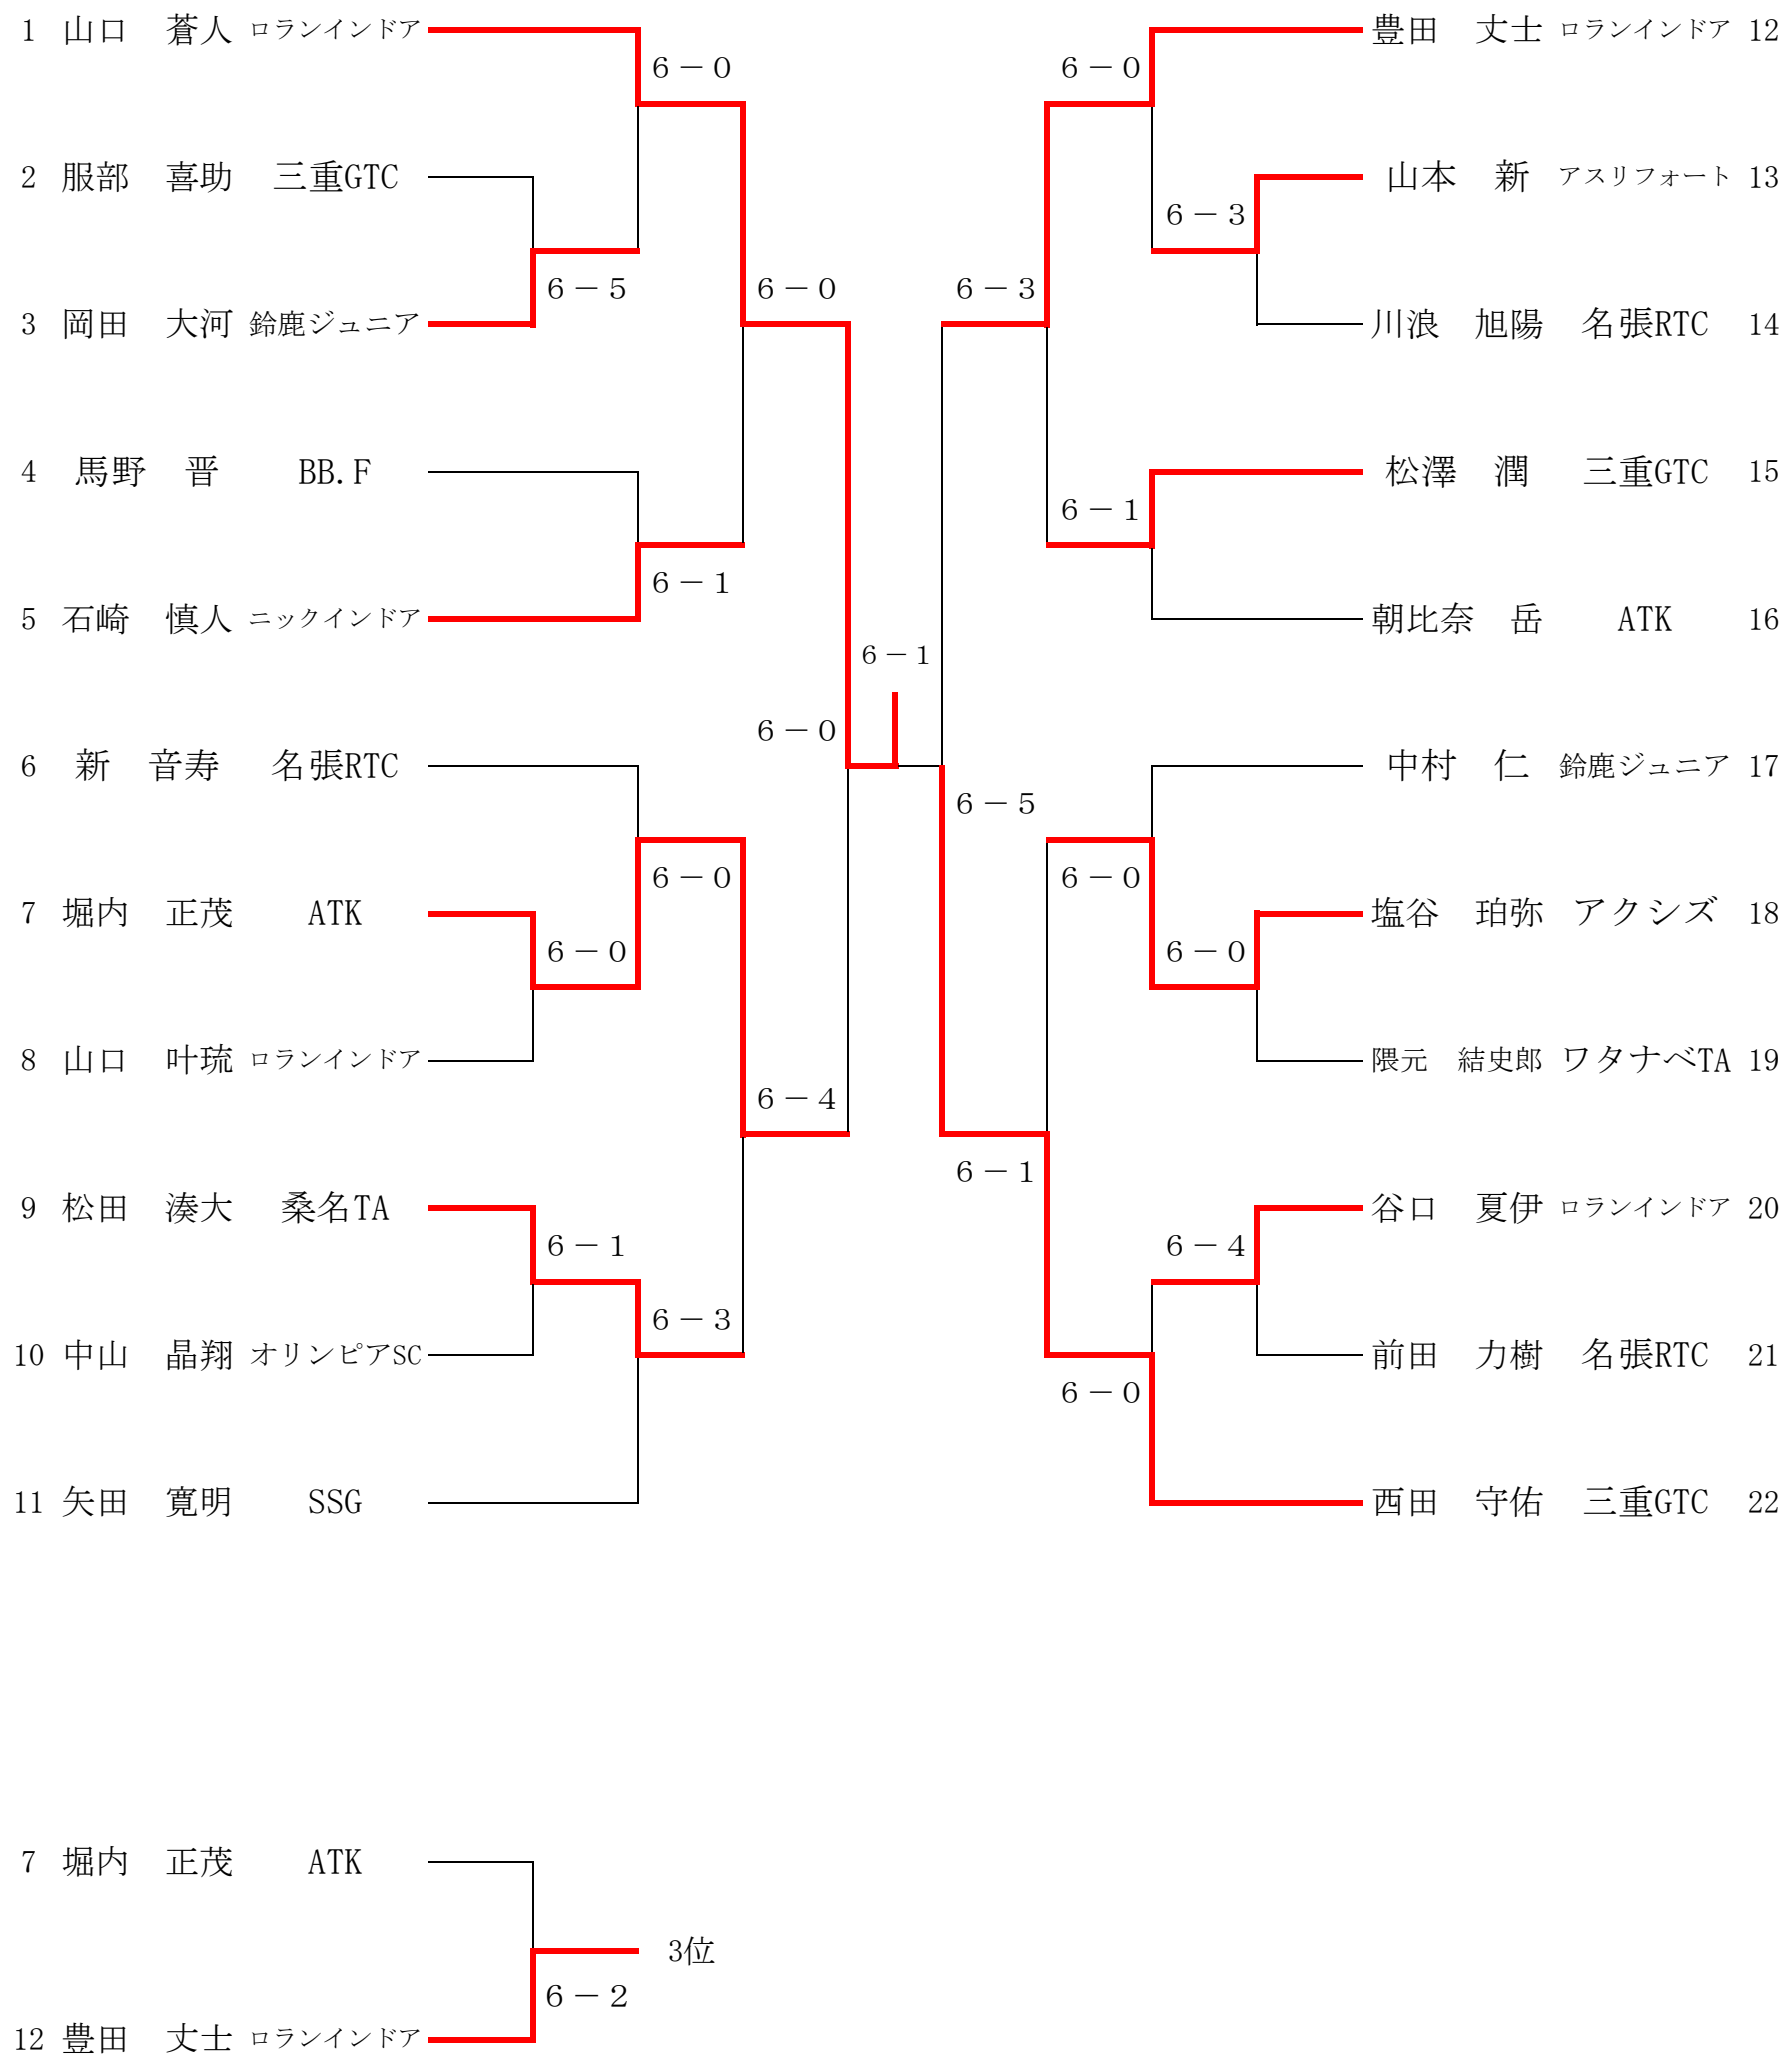 1 山口　蒼人 ロランインドア
豊田　丈士 ロランインドア 12
６－０
６－０
2 服部　喜助 三重GTC
山本　新 アスリフォート 13
６－３
６－５
６－０
６－３
3 岡田　大河 鈴鹿ジュニア
川浪　旭陽 名張RTC 14
4 馬野　晋 BB.F
松澤　潤 三重GTC 15
６－１
６－１
5 石崎　慎人 ニックインドア
朝比奈　岳 ATK 16
６－１
６－０
6 新　音寿 名張RTC
中村　仁 鈴鹿ジュニア 17
６－５
６－０
６－０
7 堀内　正茂 ATK
塩谷　珀弥 アクシズ 18
６－０
６－０
8 山口　叶琉 ロランインドア
隈元　結史郎 ワタナベTA 19
６－４
６－１
9 松田　湊大 桑名TA
谷口　夏伊 ロランインドア 20
６－１
６－４
６－３
10 中山　晶翔 オリンピアSC
前田　力樹 名張RTC 21
６－０
11 矢田　寛明 SSG
西田　守佑 三重GTC 22
7 堀内　正茂 ATK
3位
６－２
12 豊田　丈士 ロランインドア